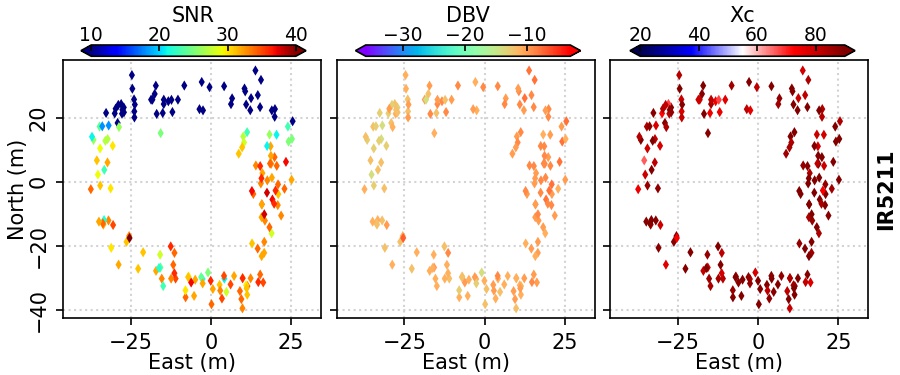 SNR DBV Xc
10 20 30 40 −30 −20 −10 20 40 60 80
North (m)
20
0
−20
−40
IR5211
−25 0 25 −25 0 25 −25 0 25
East (m) East (m) East (m)